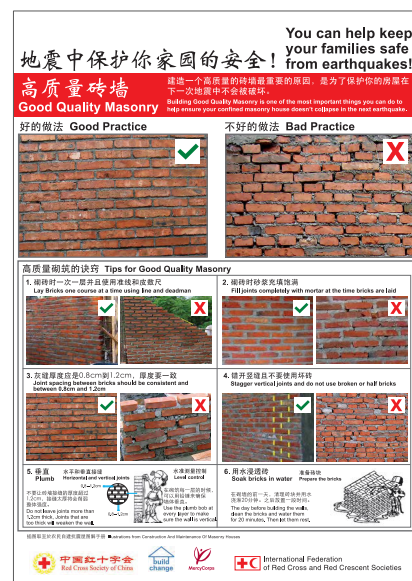 You can help keep
your families safe
from earthquakes!
地震中保护你家园的安全!
高质量砖墙
Good Quality Masonry
建造一个高质量的砖墙最重要的原因, 是为了保护你的房屋在
下一次地震中不会被破坏。
Building Good Quality Masonry is one of the most important things you can do to
help ensure your confined masonry house doesn't collapse in the next earthquake.
好的做法 Good Practice
不好的做法 Bad Practice
高质量砌筑的诀窍 Tips for Good Quality Masonry
1. 砌砖时一次一层并且使用准线和皮数尺
Lay Bricks one course at a time using line and deadman
2. 砌砖时砂浆充填饱满
Fill joints completely with mortar at the time bricks are laid
3. 灰缝厚度应是0.8cm到1.2cm, 厚度要一致
Joint spacing between bricks should be consistent and
between 0.8cm and 1.2cm
4. 错开竖缝且不要使用坏砖
Stagger vertical joints and do not use broken or half bricks
5. 垂直
Plumb
水平和垂直接缝
Horizontal and vertical joints
水准测量控制
Level control
Do not leave joints more than
1.2cm thick. Joints that are
too thick will weaken the wall.
Use the plumb bob at
every layer to make
sure the wall is vertical.
6. 用水浸透砖
Soak bricks in water
准备砖块
Prepare the bricks
The day before building the walls,
clean the bricks and water them
for 20 minutes. Then let them rest.
Illustrations from Construction And Maintenance Of Masonry Houses
中国红十字会
Red Cross Society of China
build
change
MercyCorps
International Federation
of Red Cross and Red Crescent Societies